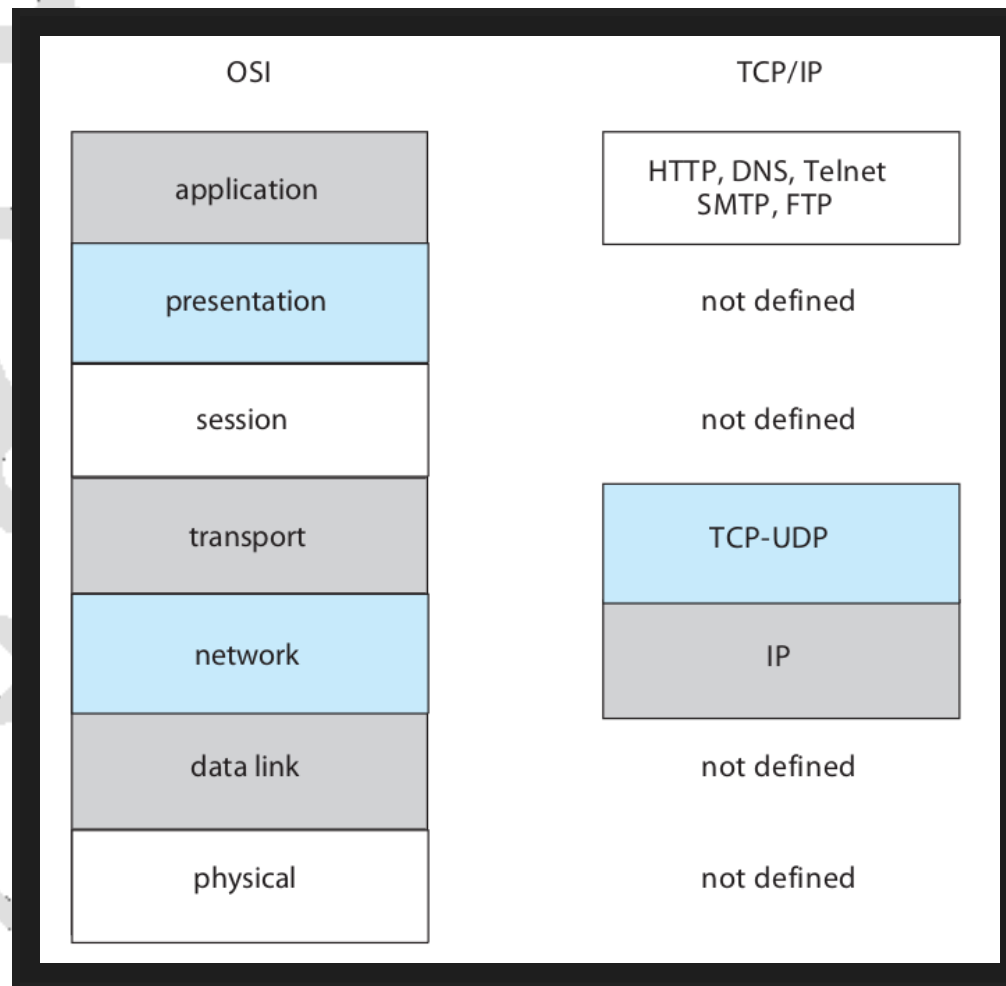 OSI TCP/IP
application
HTTP, DNS, Telnet
SMTP, FTP
presentation not defined
session not defined
transport TCP-UDP
network IP
data link not defined
physical not defined